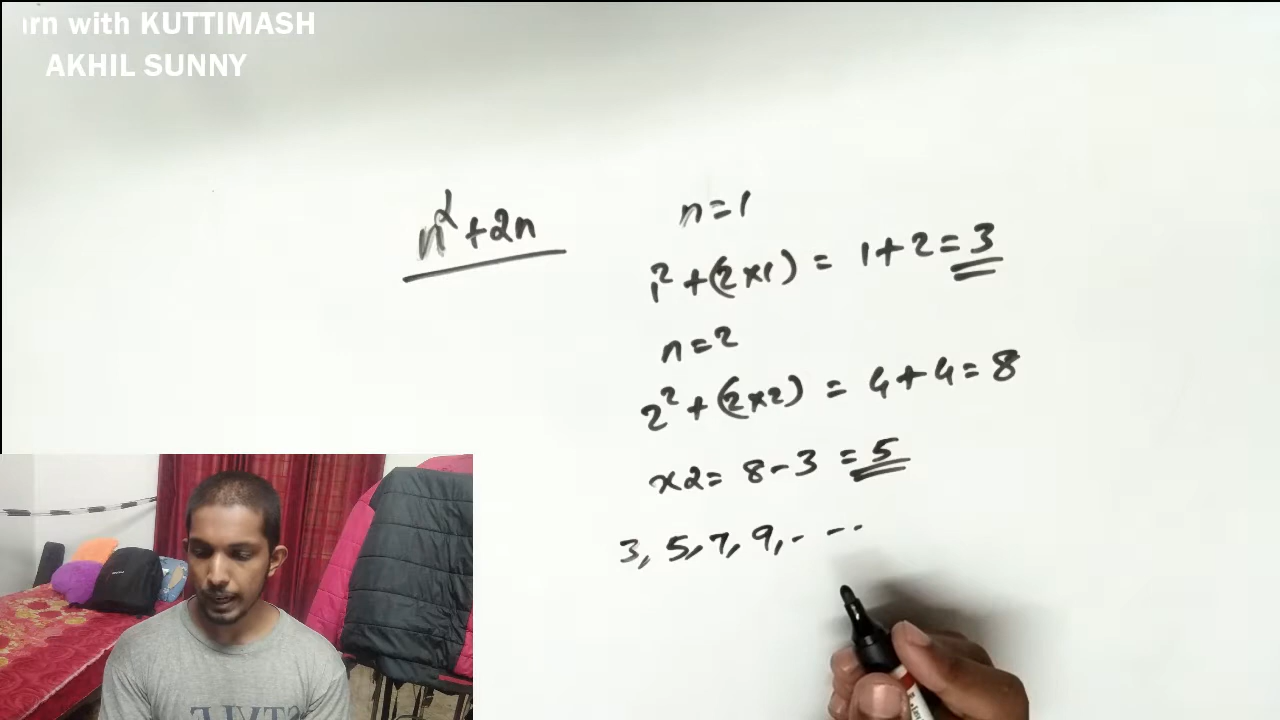 rn with KUTTIMASH
AKHIL SUNNY
n²+2n
n=1
1²+(2×1) = 1+2=3
n=2
2²+(2×2) = 4+4=8
x2= 8-3 =5
3, 5, 7, 9, - - -